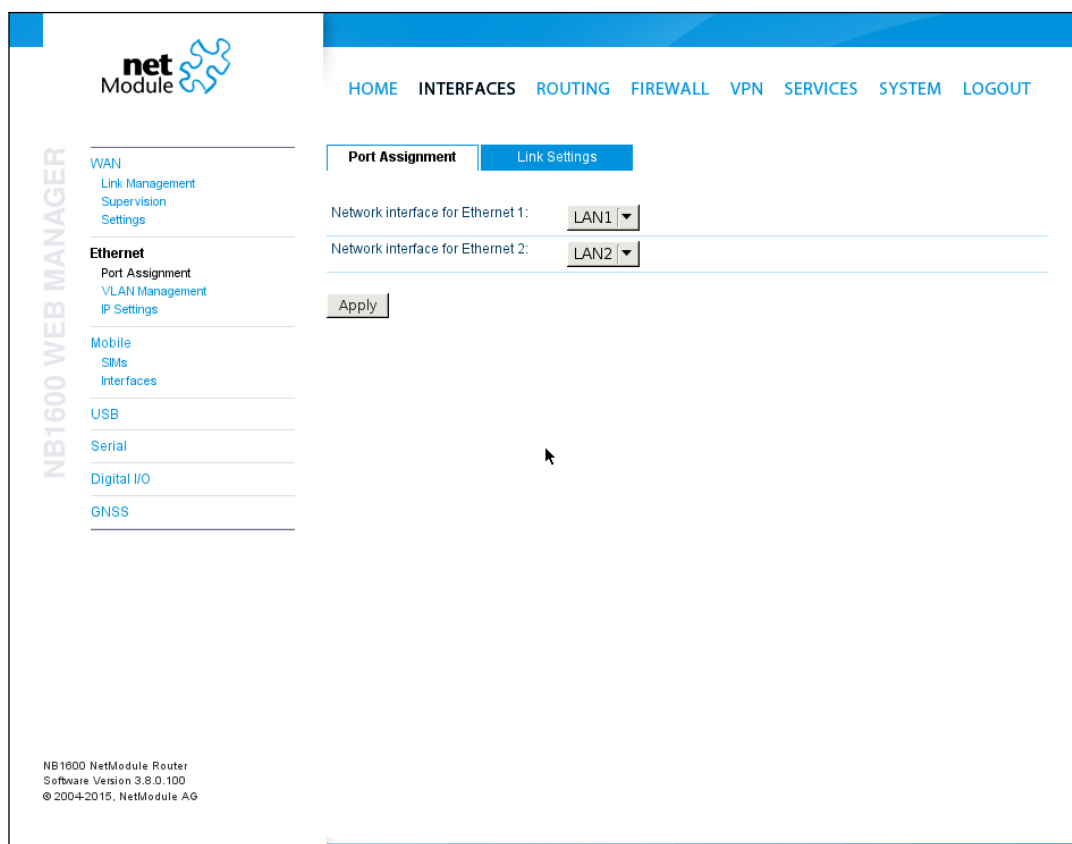 net
Module
HOME INTERFACES ROUTING FIREWALL VPN SERVICES SYSTEM LOGOUT
NB1600 WEB MANAGER
WAN
Link Management
Supervision
Settings
Ethernet
Port Assignment
VLAN Management
IP Settings
Mobile
SIMs
Interfaces
USB
Serial
Digital I/O
GNSS
Port Assignment Link Settings
Network interface for Ethernet 1: LAN1
Network interface for Ethernet 2: LAN2
Apply
NB1600 NetModule Router
Software Version 3.8.0.100
© 2004-2015, NetModule AG